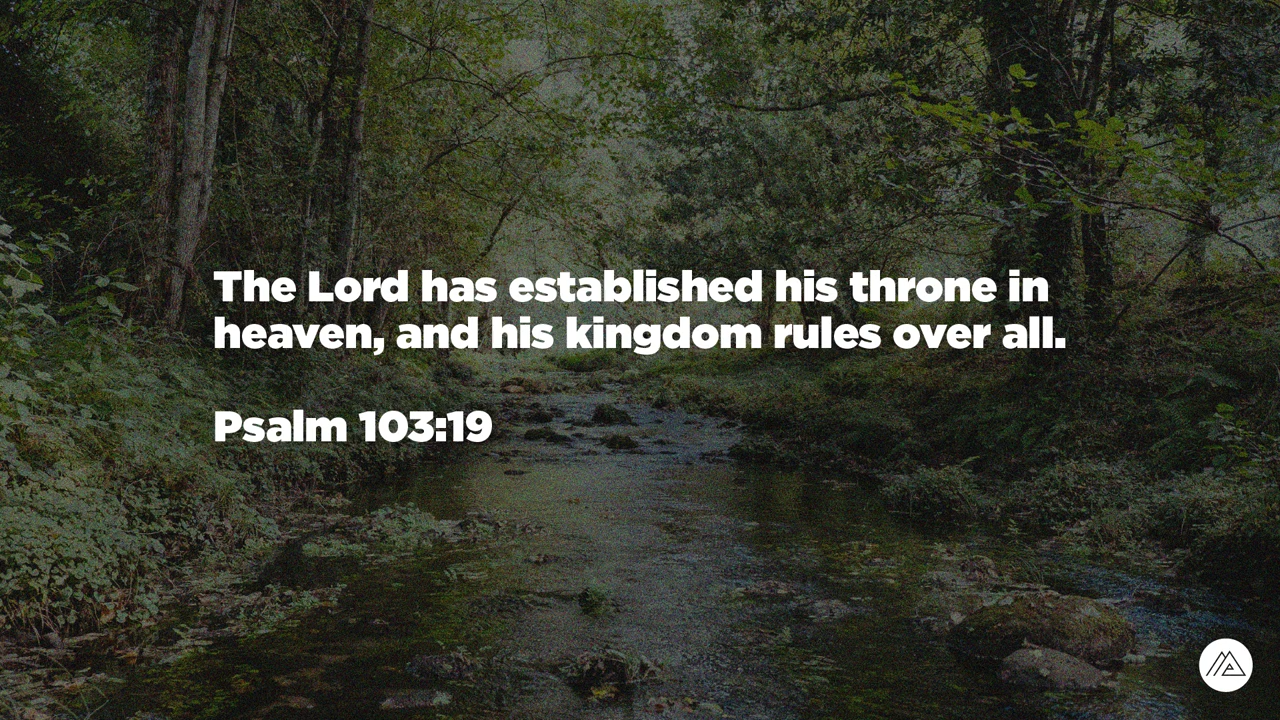 The Lord has established his throne in
heaven, and his kingdom rules over all.
Psalm 103:19